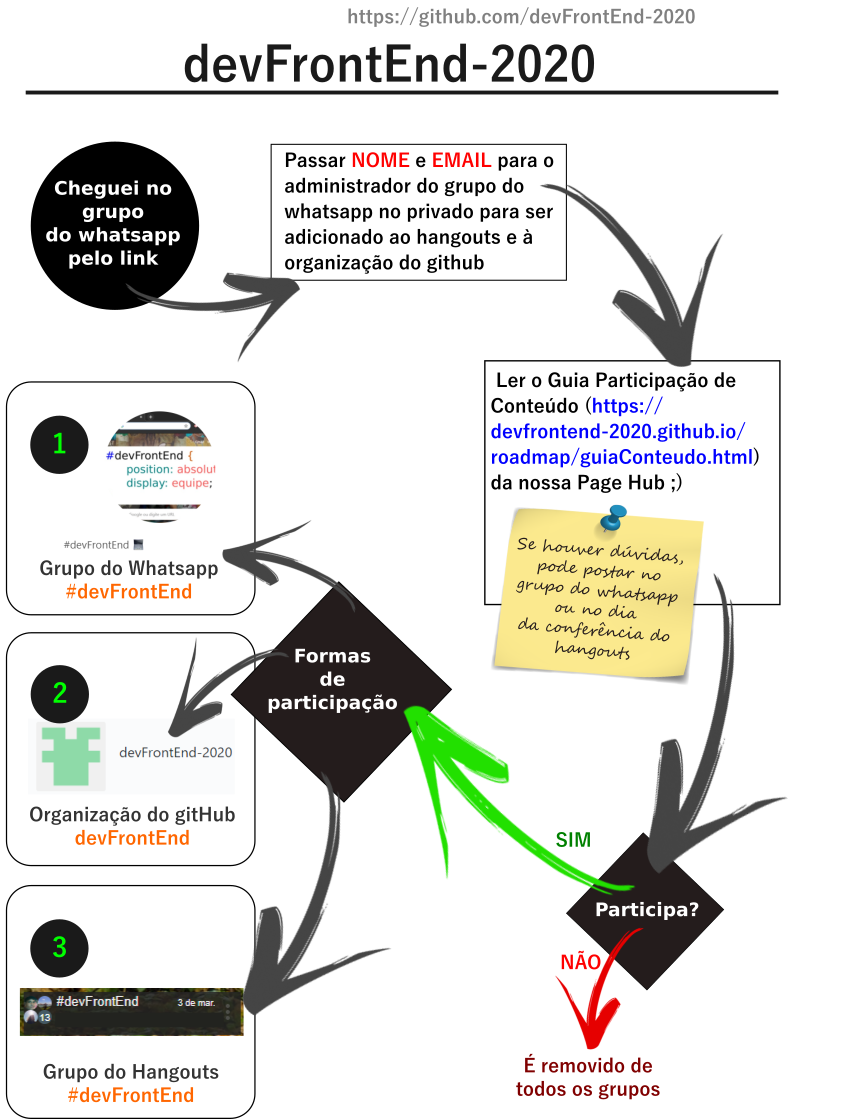 https://github.com/devFrontEnd-2020
devFrontEnd-2020
Cheguei no
grupo
do whatsapp
pelo link
Passar NOME e EMAIL para o
administrador do grupo do
whatsapp no privado para ser
adicionado ao hangouts e à
organização do github
Ler o Guia Participação de
Conteúdo (https://
devfrontend-2020.github.io/
roadmap/guiaConteudo.html)
da nossa Page Hub ;)
Se houver dúvidas,
pode postar no
grupo do whatsapp
ou no dia
da conferência do
hangouts
Participa?
SIM
NÃO
É removido de
todos os grupos
Formas
de
participação
1
#devFrontEnd {
position: absolut
display: equipe;
#devFrontEnd
Grupo do Whatsapp
#devFrontEnd
2
devFrontEnd-2020
Organização do gitHub
devFrontEnd
3
#devFrontEnd
3 de mar.
13
Grupo do Hangouts
#devFrontEnd